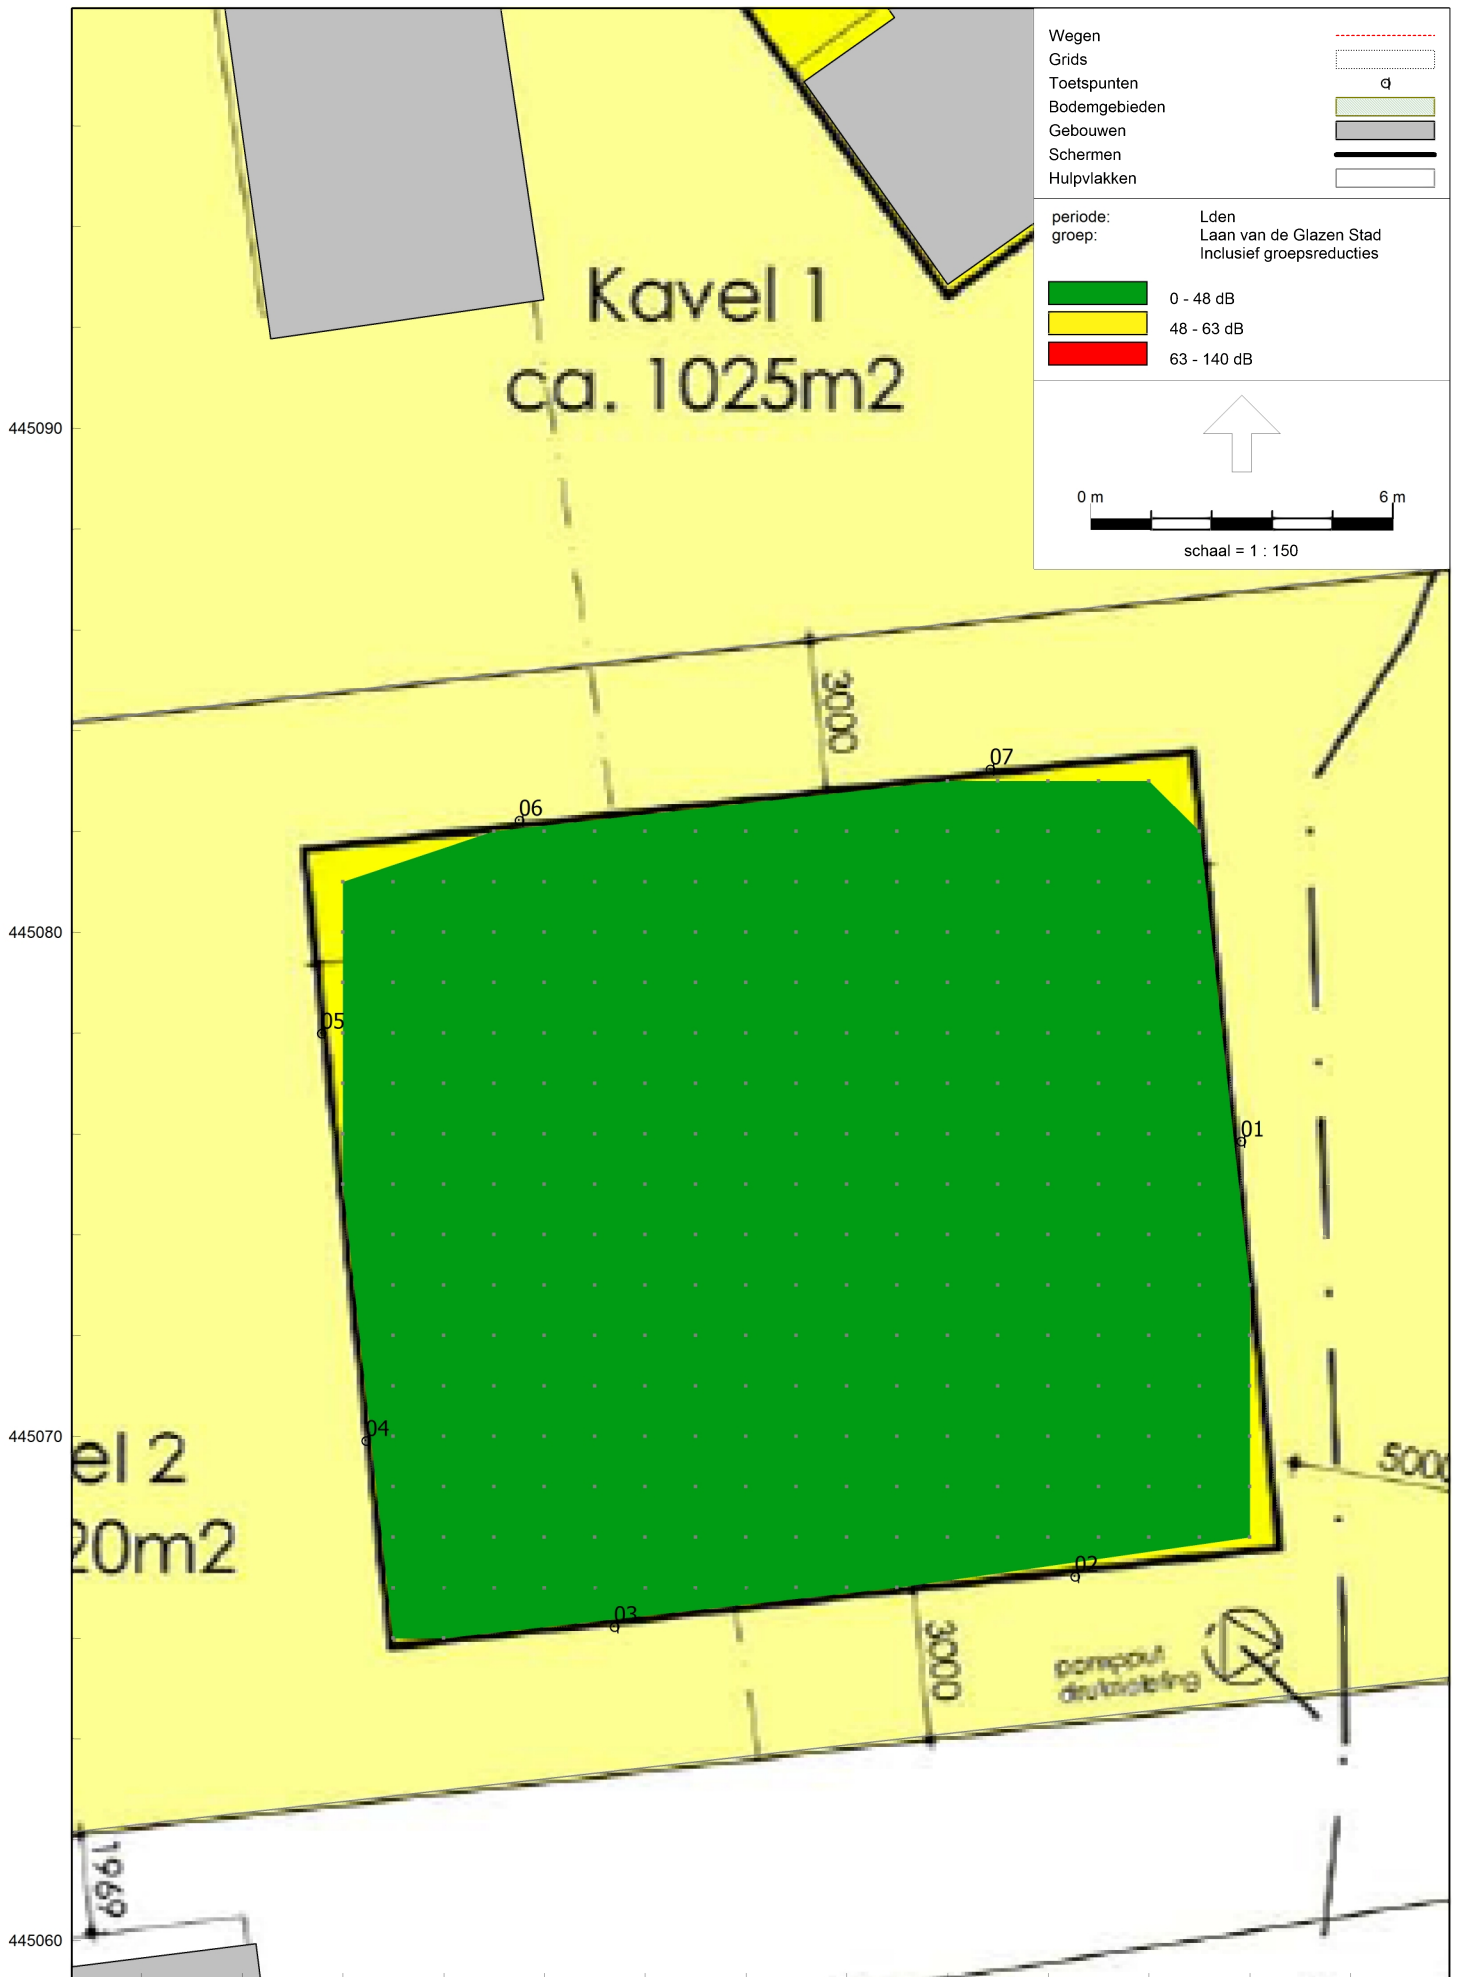 Wegen
Grids
Toetspunten
Bodemgebieden
Gebouwen
Schermen
Hulpvlakken
periode: Lden
groep: Laan van de Glazen Stad
Inclusief groepsreducties
0 - 48 dB
48 - 63 dB
63 - 140 dB
0 m 6 m
schaal = 1 : 150
Kavel 1
ca. 1025m2
445090
3000
07
06
445080
05
01
04
445070
el 2
20m2
5000
02
03
3000
1969
445060